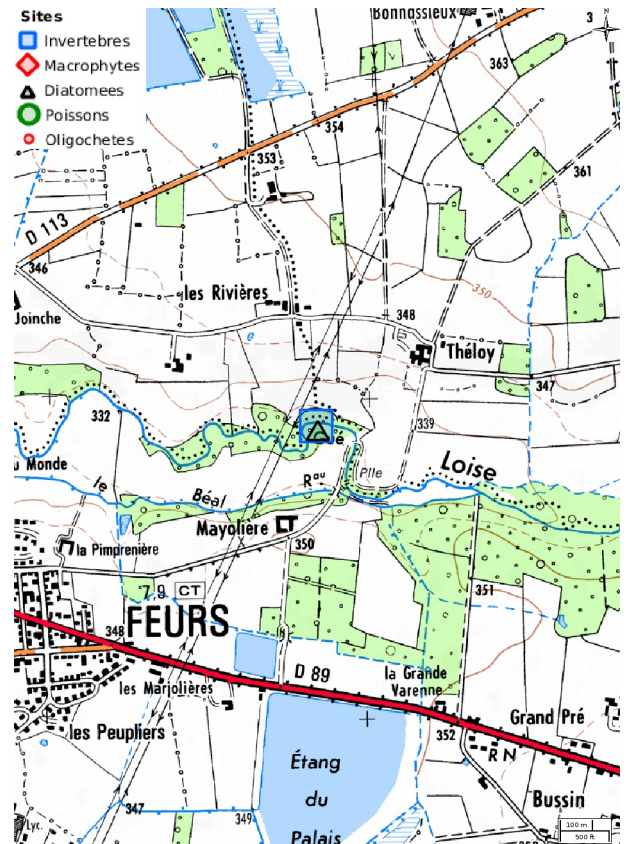 Sites
Invertebres
Macrophytes
Diatomees
Poissons
Oligochetes
Bonnassieux
3
363
354
353
361
D 113
346
350
les Rivières
Joinche
348
Théloy
347
332
339
é
Plle
Loise
u Monde
le
Béal
Rau
Mayolière
la Pimprenière
350
351
7,9 CT
FEURS
348
D 89
la Grande
Varenne
les Marjolières
Grand Pré
352
les Peupliers
RN
Étang
du
Palais
Bussin
347
349
Lyc.
100 m
500 ft